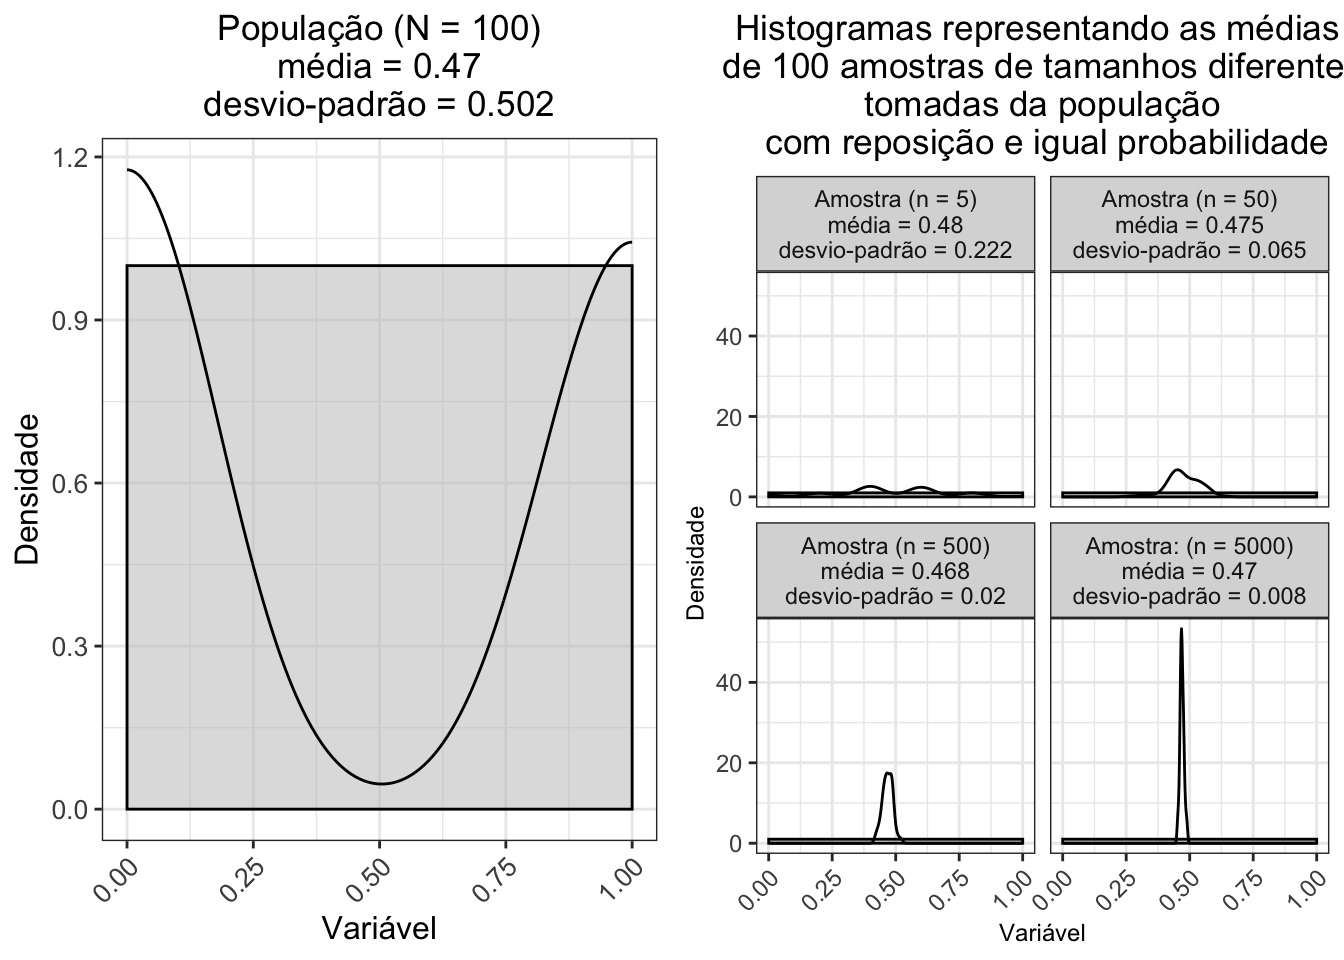 População (N = 100)
média = 0.47
desvio-padrão = 0.502
1.2
0.9
0.6
0.3
0.0
Densidade
0.00
0.25
0.50
0.75
1.00
Variável
Histogramas representando as médias
de 100 amostras de tamanhos diferente
tomadas da população
com reposição e igual probabilidade
Amostra (n = 5)
média = 0.48
desvio-padrão = 0.222
Amostra (n = 50)
média = 0.475
desvio-padrão = 0.065
40
20
0
Amostra (n = 500)
média = 0.468
desvio-padrão = 0.02
Amostra: (n = 5000)
média = 0.47
desvio-padrão = 0.008
40
20
0
Densidade
0.00
0.25
0.50
0.75
1.00
0.00
0.25
0.50
0.75
1.00
Variável